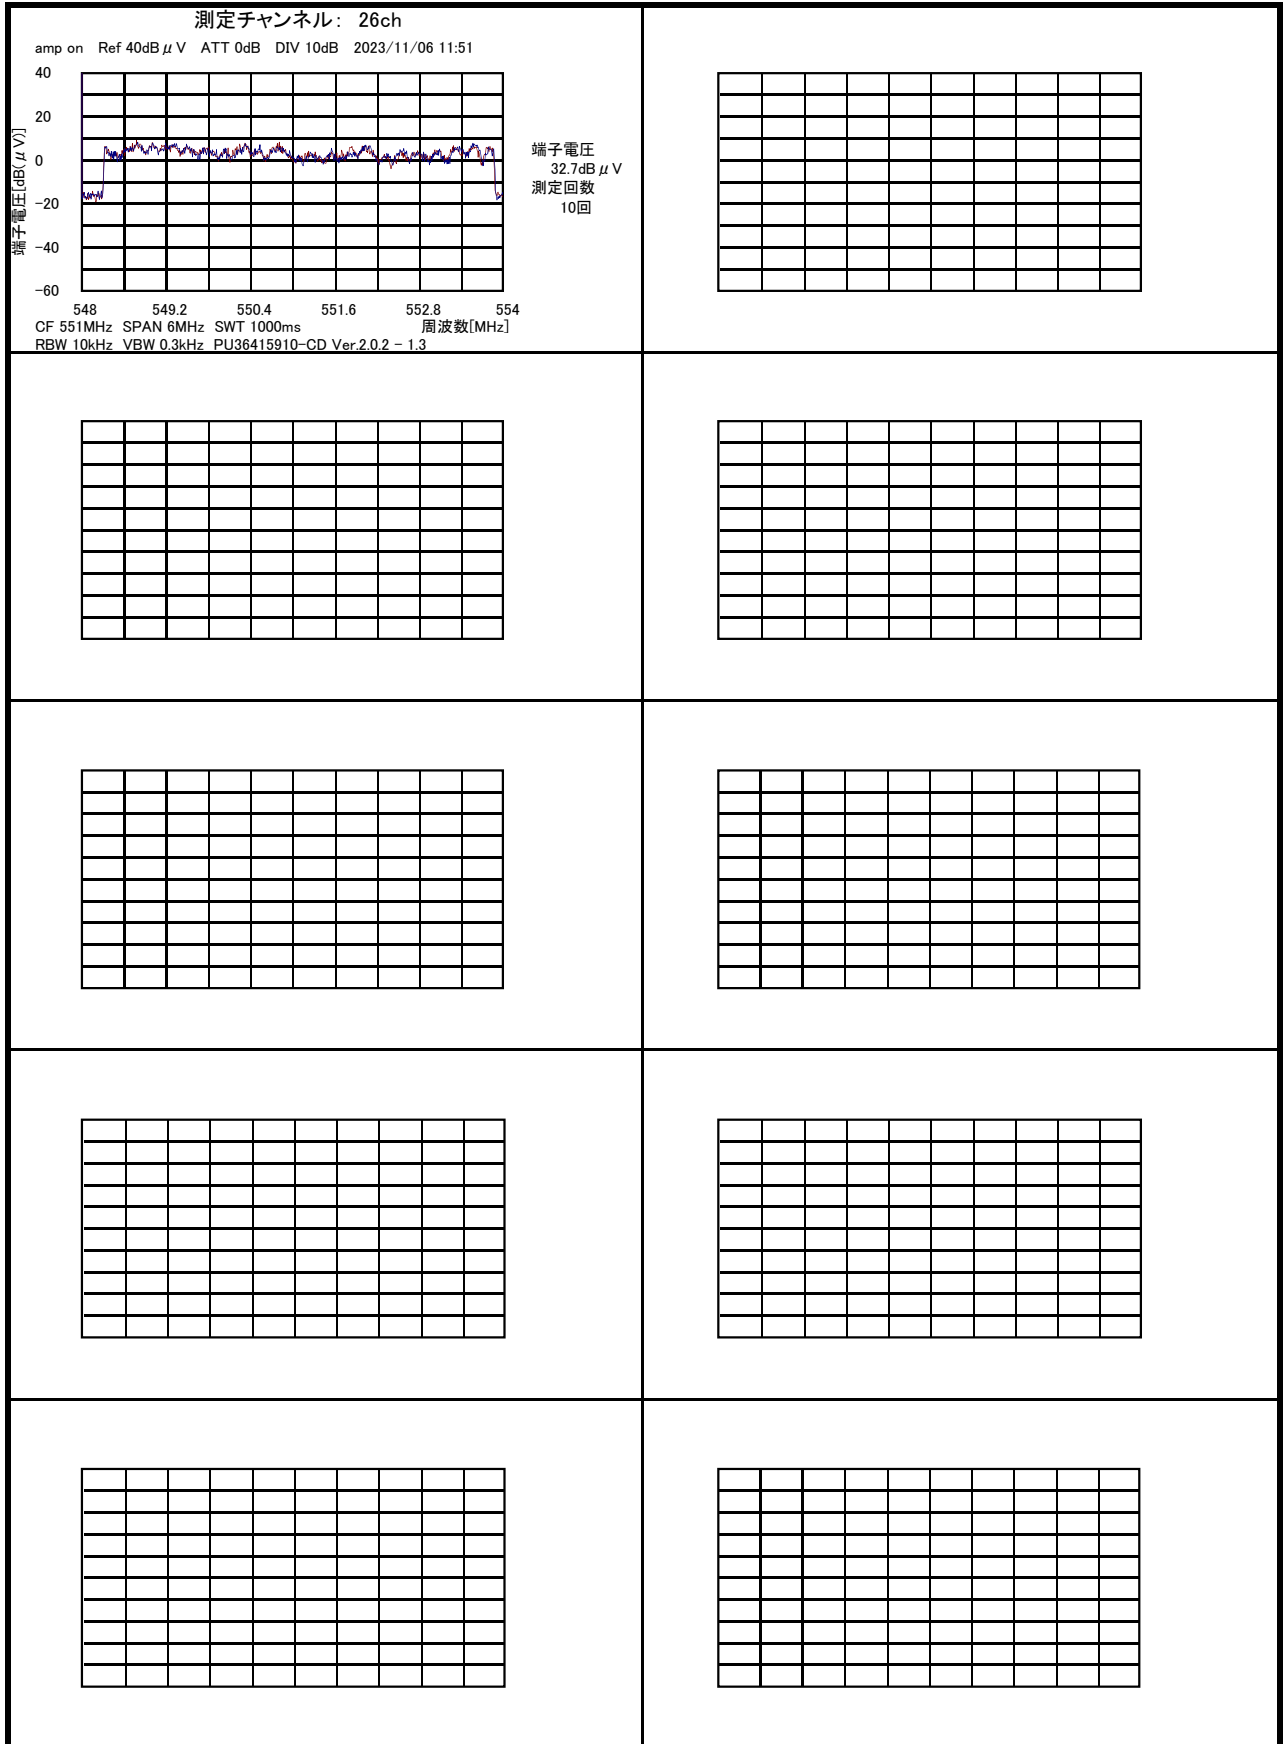 測定チャンネル： 26ch
amp on Ref 40dBμV ATT 0dB DIV 10dB 2023/11/06 11:51
40
20
0
-20
-40
-60
端子電圧[dB(μV)]
端子電圧
32.7dBμV
測定回数
10回
548 549.2 550.4 551.6 552.8 554
CF 551MHz SPAN 6MHz SWT 1000ms 周波数[MHz]
RBW 10kHz VBW 0.3kHz PU36415910-CD Ver.2.0.2 - 1.3